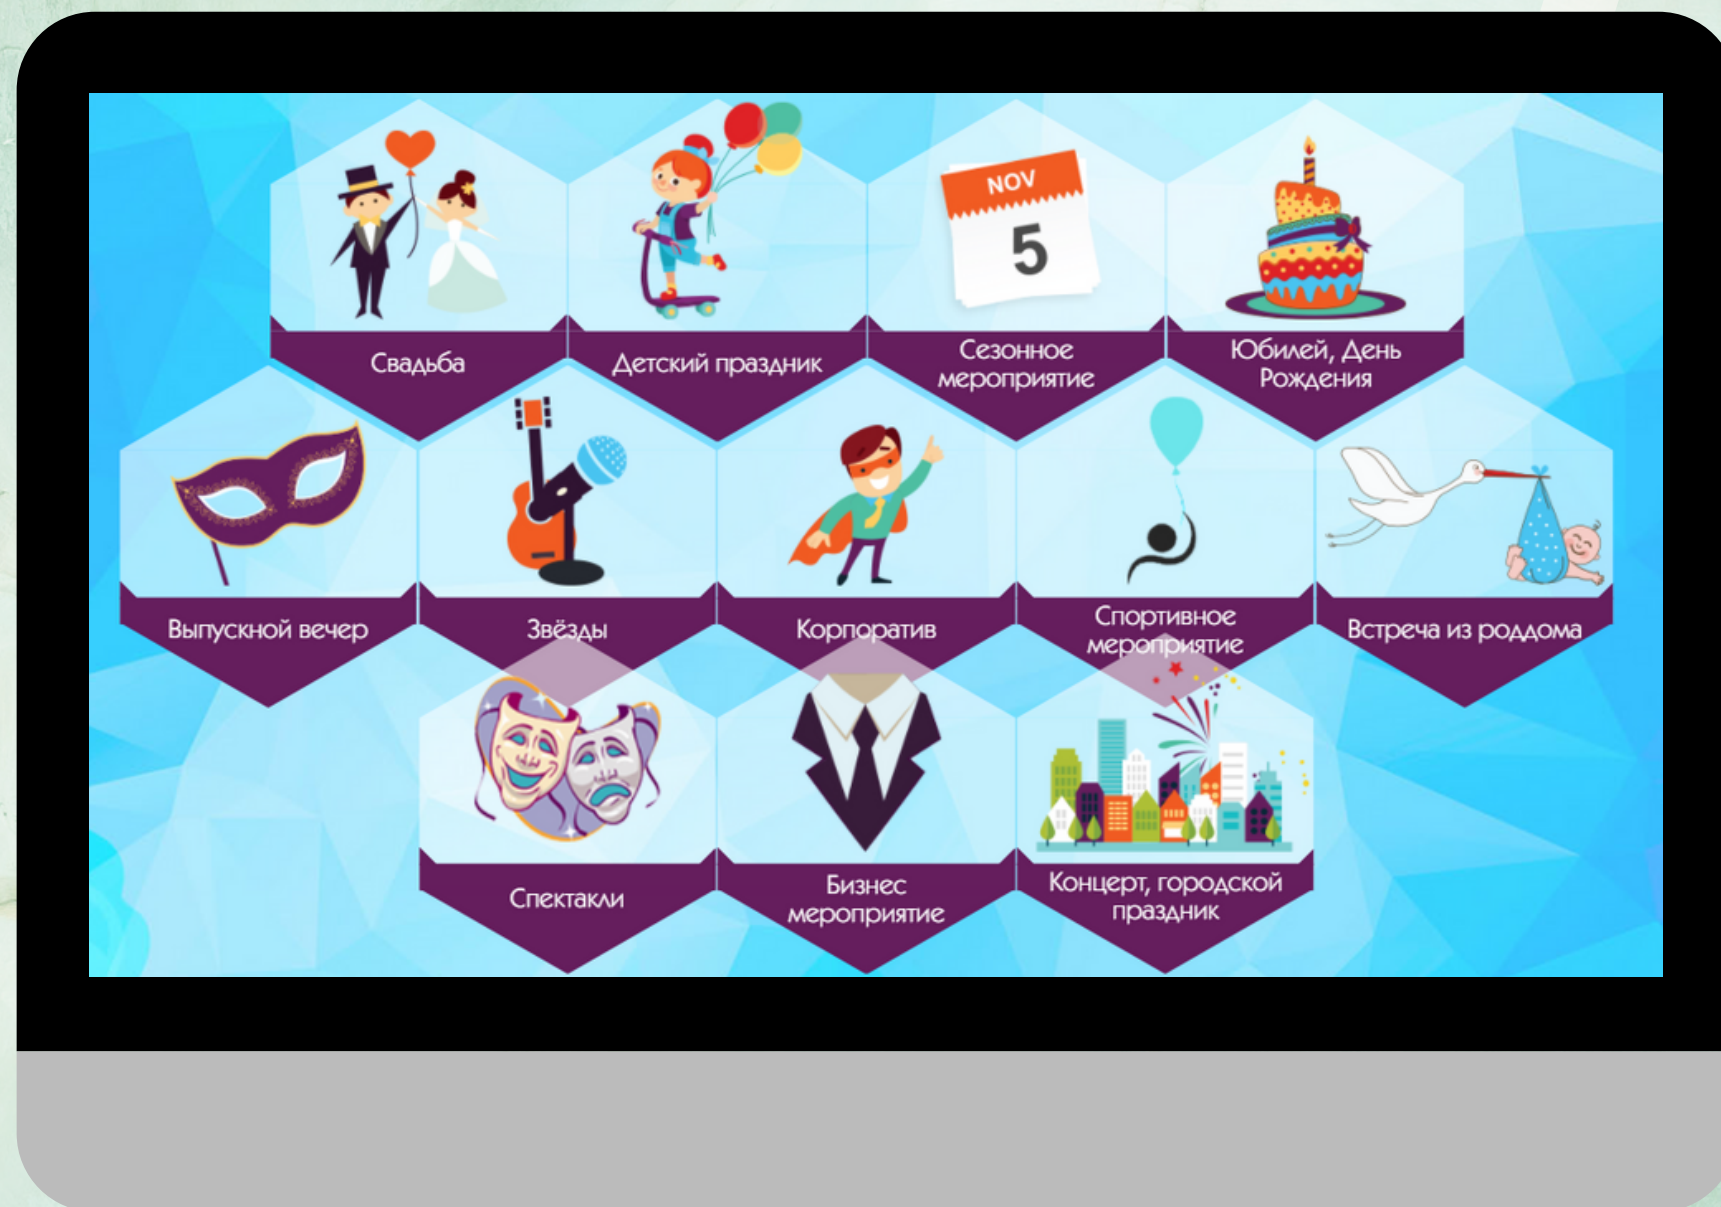 NOV
5
Свадьба
Детский праздник
Сезонное
мероприятие
Юбилей, День
Рождения
Выпускной вечер
Звёзды
Корпоратив
Спортивное
мероприятие
Встреча из роддома
Спектакли
Бизнес
мероприятие
Концерт, городской
праздник